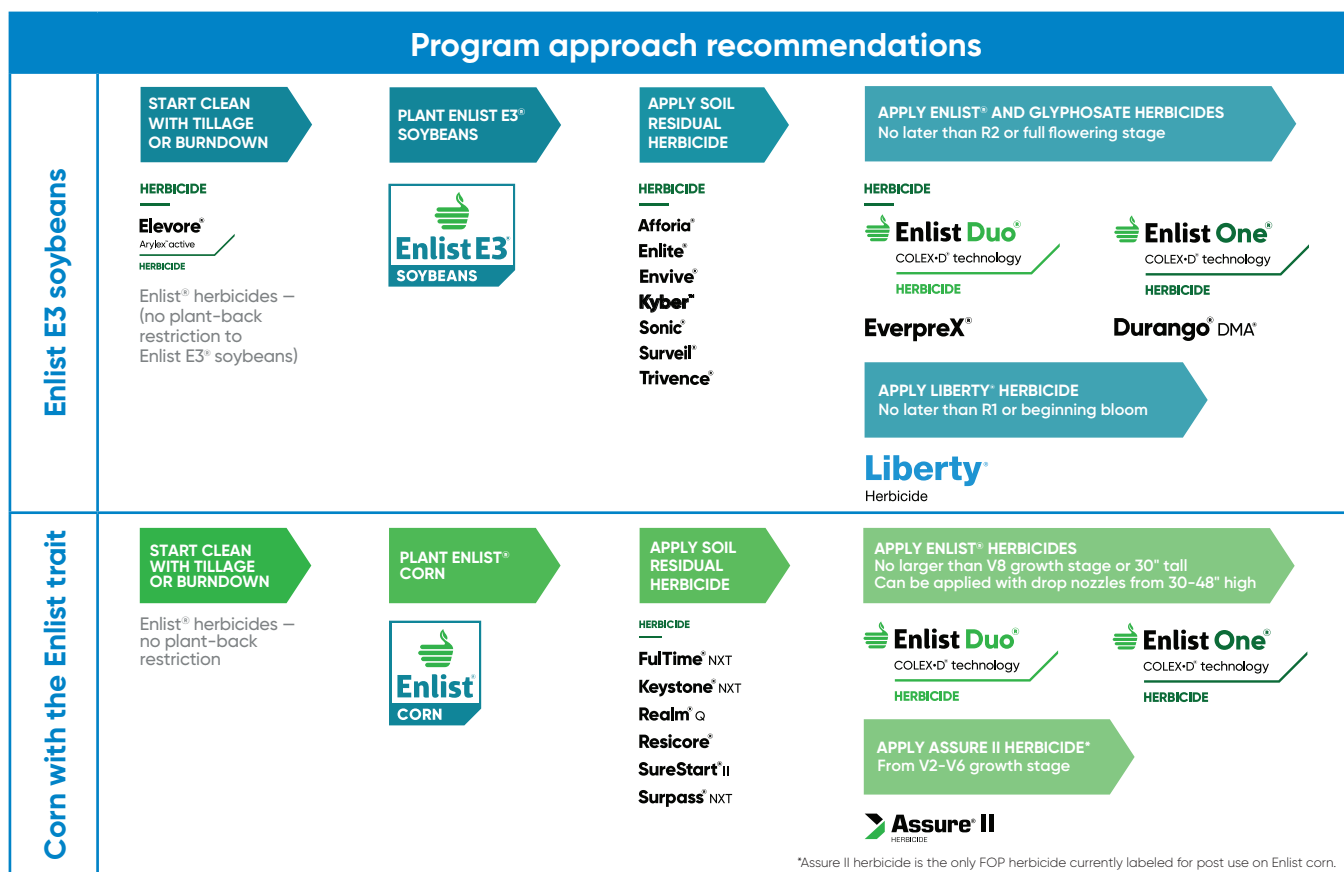 Program approach recommendations
Enlist E3 soybeans
START CLEAN
WITH TILLAGE
OR BURNDOWN
HERBICIDE
Elevore®
Arylex™active
HERBICIDE
Enlist® herbicides —
(no plant-back
restriction to
Enlist E3® soybeans)
PLANT ENLIST E3®
SOYBEANS
Enlist E3®
SOYBEANS
APPLY SOIL
RESIDUAL
HERBICIDE
HERBICIDE
Afforia®
Enlite®
Envive®
Kyber™
Sonic®
Surveil®
Trivence®
APPLY ENLIST® AND GLYPHOSATE HERBICIDES
No later than R2 or full flowering stage
HERBICIDE
Enlist Duo®
COLEX•D® technology
HERBICIDE
Enlist One®
COLEX•D® technology
HERBICIDE
EverpreX®
Durango® DMA®
APPLY LIBERTY® HERBICIDE
No later than R1 or beginning bloom
Liberty®
Herbicide
Corn with the Enlist trait
START CLEAN
WITH TILLAGE
OR BURNDOWN
Enlist® herbicides —
no plant-back
restriction
PLANT ENLIST®
CORN
Enlist®
CORN
APPLY SOIL
RESIDUAL
HERBICIDE
HERBICIDE
FulTime® NXT
Keystone® NXT
Realm® Q
Resicore®
SureStart® II
Surpass® NXT
APPLY ENLIST® HERBICIDES
No larger than V8 growth stage or 30" tall
Can be applied with drop nozzles from 30-48" high
Enlist Duo®
COLEX•D® technology
HERBICIDE
Enlist One®
COLEX•D® technology
HERBICIDE
APPLY ASSURE II HERBICIDE*
From V2-V6 growth stage
Assure® II
HERBICIDE
*Assure II herbicide is the only FOP herbicide currently labeled for post use on Enlist corn.